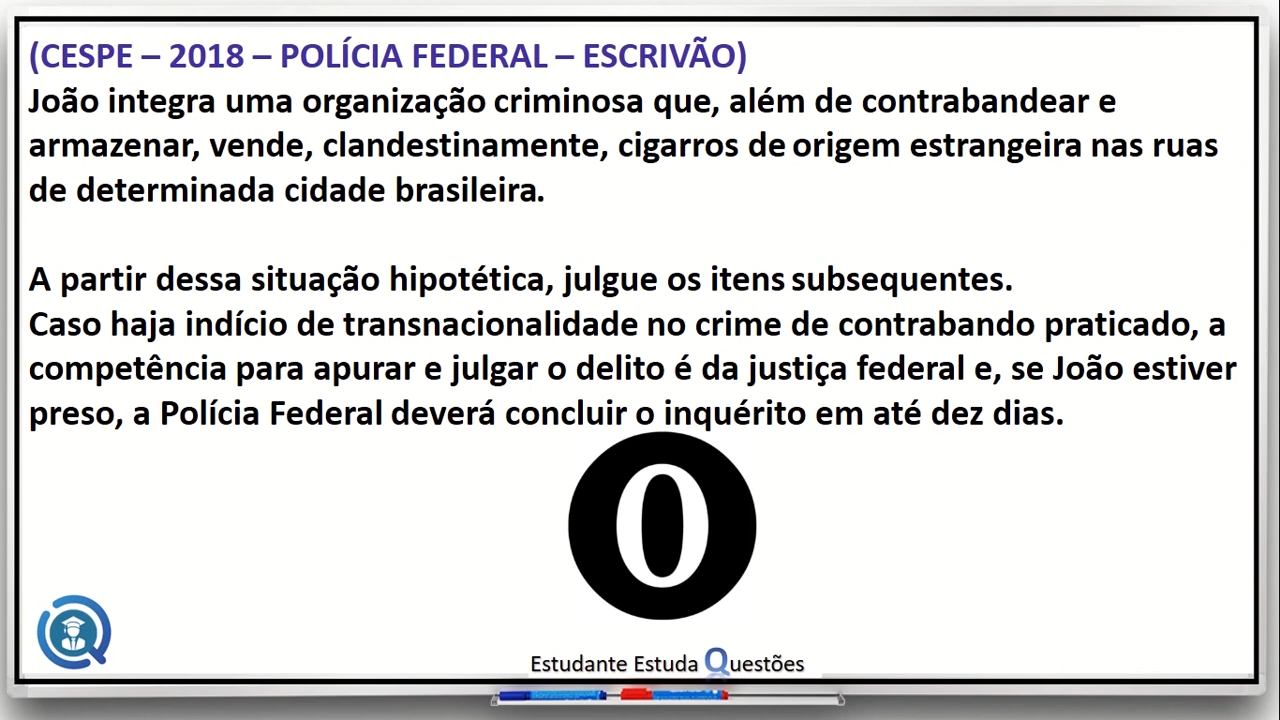 (CESPE – 2018 – POLÍCIA FEDERAL – ESCRIVÃO)
João integra uma organização criminosa que, além de contrabandear e
armazenar, vende, clandestinamente, cigarros de origem estrangeira nas ruas
de determinada cidade brasileira.
A partir dessa situação hipotética, julgue os itens subsequentes.
Caso haja indício de transnacionalidade no crime de contrabando praticado, a
competência para apurar e julgar o delito é da justiça federal e, se João estiver
preso, a Polícia Federal deverá concluir o inquérito em até dez dias.
0
Estudante Estuda Questões